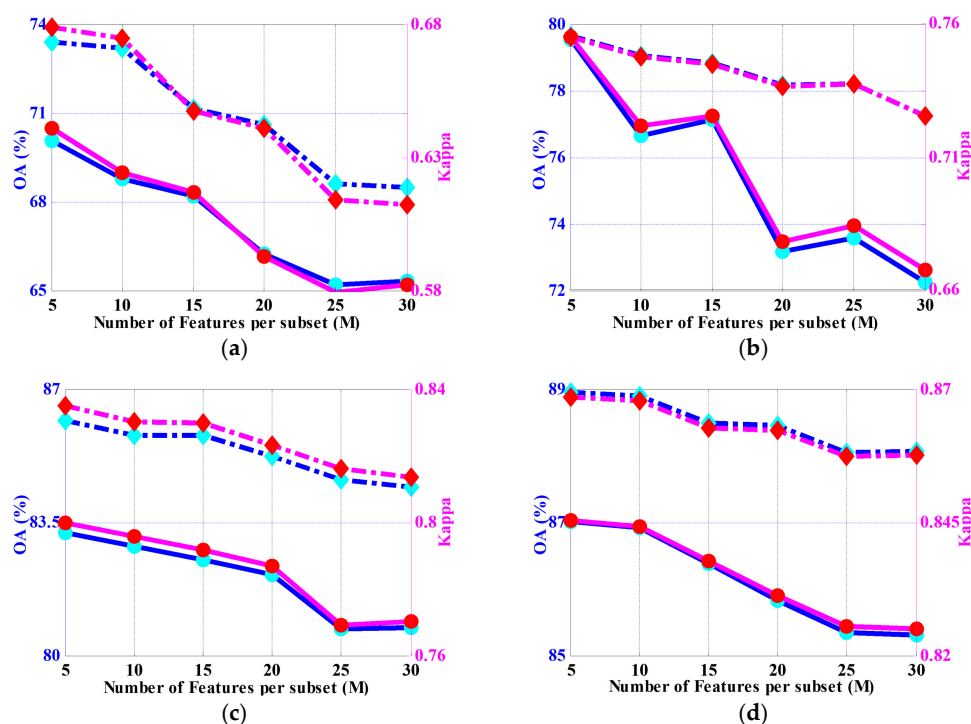 74
71
68
65
OA (%)
0.68
0.63
0.58
Kappa
5 10 15 20 25 30
Number of Features per subset (M)
(a)
80
78
76
74
72
OA (%)
0.76
0.71
0.66
Kappa
5 10 15 20 25 30
Number of Features per subset (M)
(b)
87
83.5
80
OA (%)
0.84
0.8
0.76
Kappa
5 10 15 20 25 30
Number of Features per subset (M)
(c)
89
87
85
OA (%)
0.87
0.845
0.82
Kappa
5 10 15 20 25 30
Number of Features per subset (M)
(d)